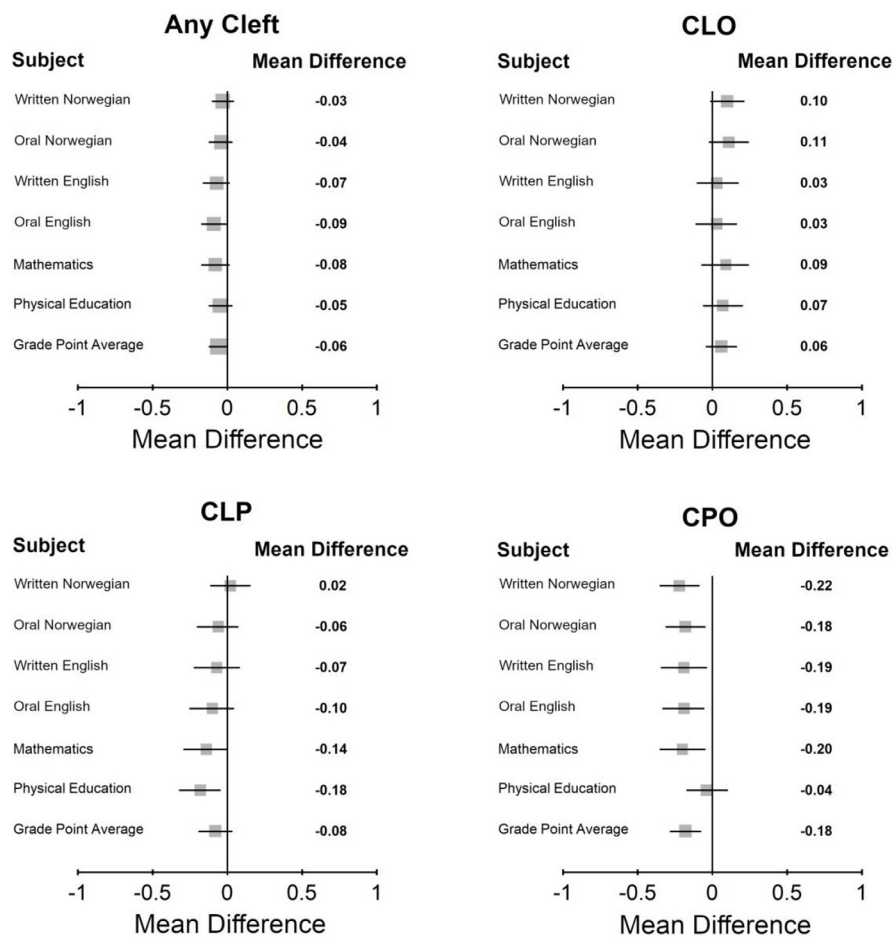 Any Cleft
Subject Mean Difference
Written Norwegian -0.03
Oral Norwegian -0.04
Written English -0.07
Oral English -0.09
Mathematics -0.08
Physical Education -0.05
Grade Point Average -0.06
-1 -0.5 0 0.5 1
Mean Difference
CLO
Subject Mean Difference
Written Norwegian 0.10
Oral Norwegian 0.11
Written English 0.03
Oral English 0.03
Mathematics 0.09
Physical Education 0.07
Grade Point Average 0.06
-1 -0.5 0 0.5 1
Mean Difference
CLP
Subject Mean Difference
Written Norwegian 0.02
Oral Norwegian -0.06
Written English -0.07
Oral English -0.10
Mathematics -0.14
Physical Education -0.18
Grade Point Average -0.08
-1 -0.5 0 0.5 1
Mean Difference
CPO
Subject Mean Difference
Written Norwegian -0.22
Oral Norwegian -0.18
Written English -0.19
Oral English -0.19
Mathematics -0.20
Physical Education -0.04
Grade Point Average -0.18
-1 -0.5 0 0.5 1
Mean Difference